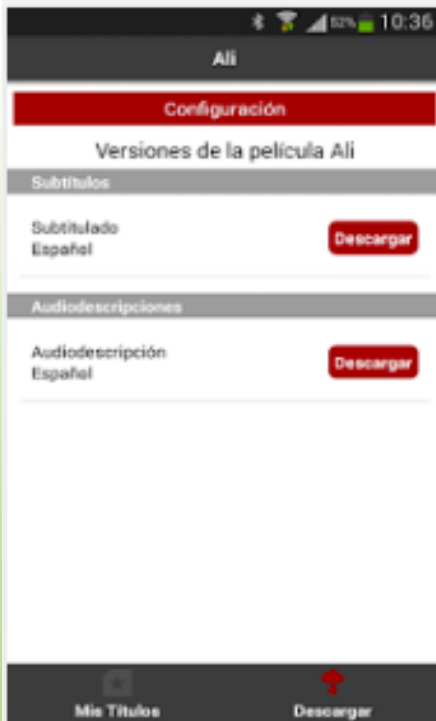 52% 10:36
Ali
Configuración
Versiones de la película Ali
Subtítulos
Subtitulado
Español
Descargar
Audiodescripciones
Audiodescripción
Español
Descargar
Mis Títulos
Descargar